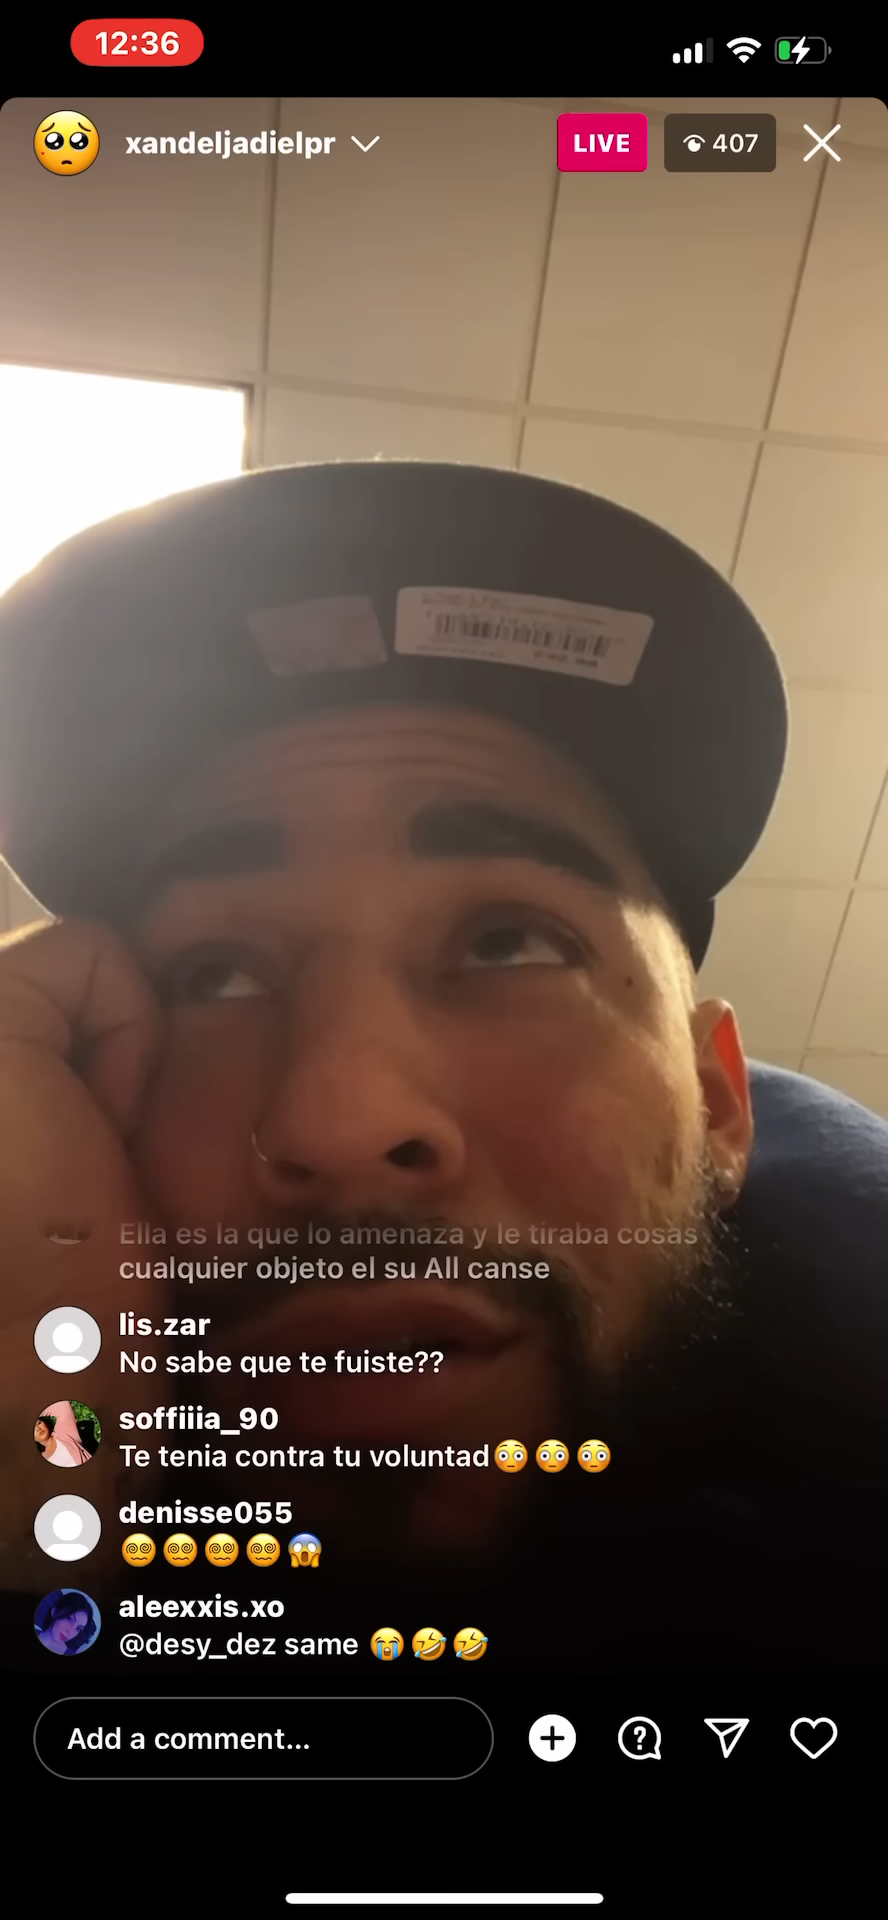 12:36
xandeljadielpr
LIVE
407
Ella es la que lo amenaza y le tiraba cosas
cualquier objeto el su All canse
lis.zar
No sabe que te fuiste??
soffiiia_90
Te tenia contra tu voluntad😳😳😳
denisse055
😵‍💫😵‍💫😵‍💫😵‍💫😱
aleexxis.xo
@desy_dez same 😭🤣🤣
Add a comment...